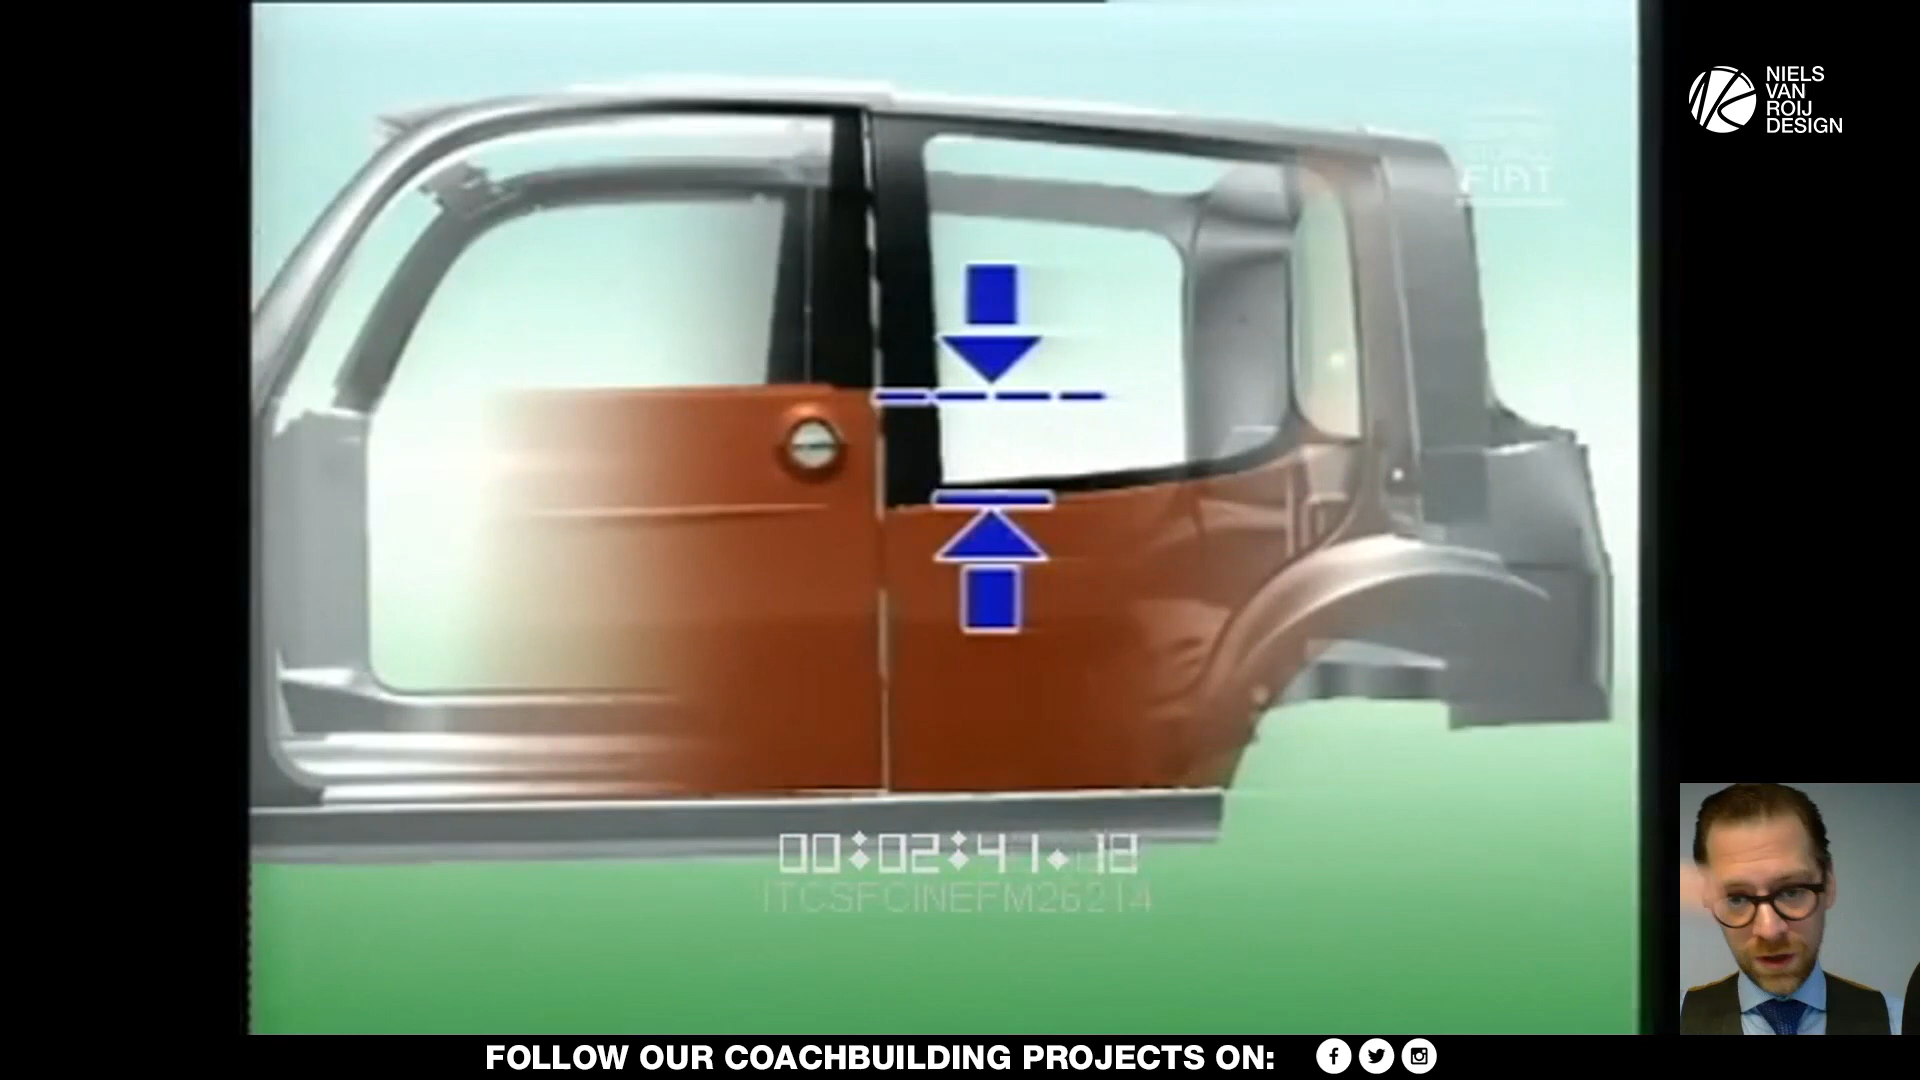 NIELS
VAN
ROIJ
DESIGN
FIAT
00:02:41.18
ITCSFCINEFM26214
FOLLOW OUR COACHBUILDING PROJECTS ON: